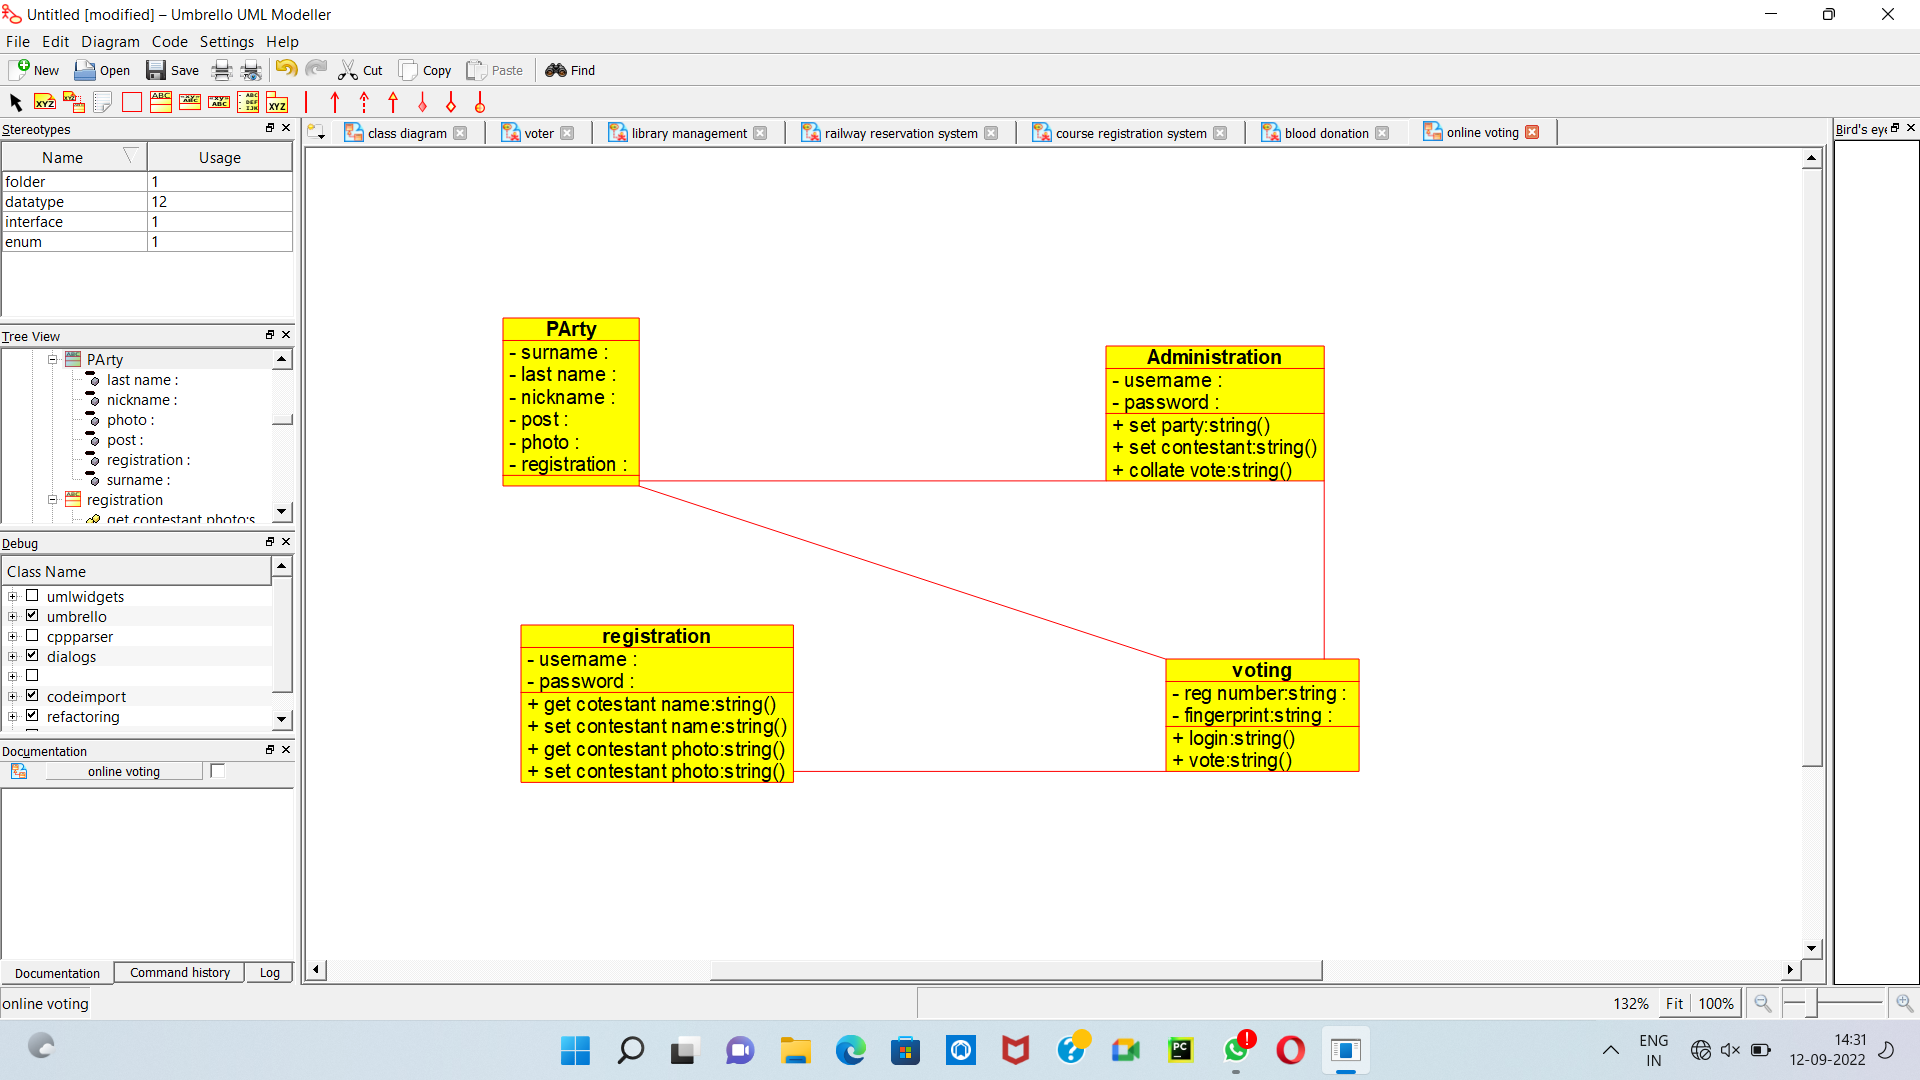 Untitled [modified] – Umbrello UML Modeller
File Edit Diagram Code Settings Help
New Open Save Cut Copy Paste Find
Stereotypes
Name Usage
folder 1
datatype 12
interface 1
enum 1
Tree View
PArty
last name :
nickname :
photo :
post :
registration :
surname :
registration
get contestant photo:s
Debug
Class Name
umlwidgets
umbrello
cppparser
dialogs
codeimport
refactoring
Documentation
online voting
Documentation Command history Log
class diagram voter library management railway reservation system course registration system blood donation online voting
Bird's eye
PArty
- surname :
- last name :
- nickname :
- post :
- photo :
- registration :
Administration
- username :
- password :
+ set party:string()
+ set contestant:string()
+ collate vote:string()
registration
- username :
- password :
+ get cotestant name:string()
+ set contestant name:string()
+ get contestant photo:string()
+ set contestant photo:string()
voting
- reg number:string :
- fingerprint:string :
+ login:string()
+ vote:string()
online voting
132% Fit 100%
ENG
IN
14:31
12-09-2022